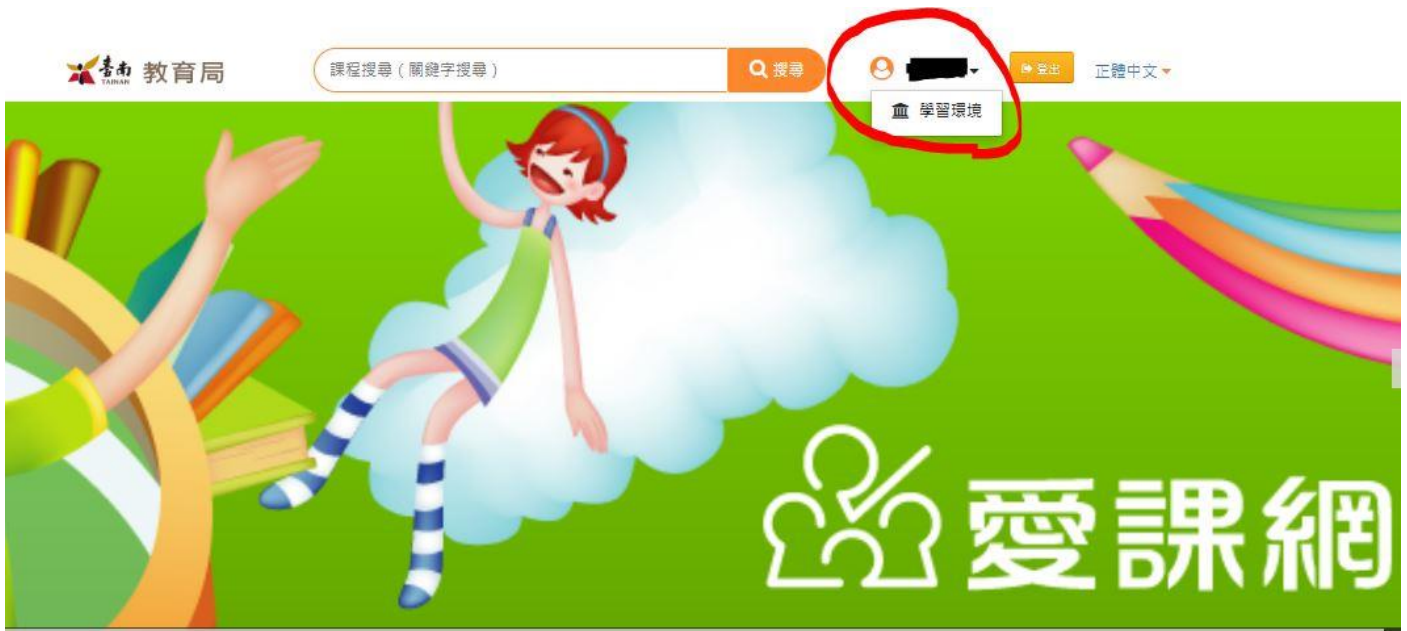 臺南 TAINAN 教育局
課程搜尋（關鍵字搜尋）
搜尋
登出
正體中文
學習環境
愛課網